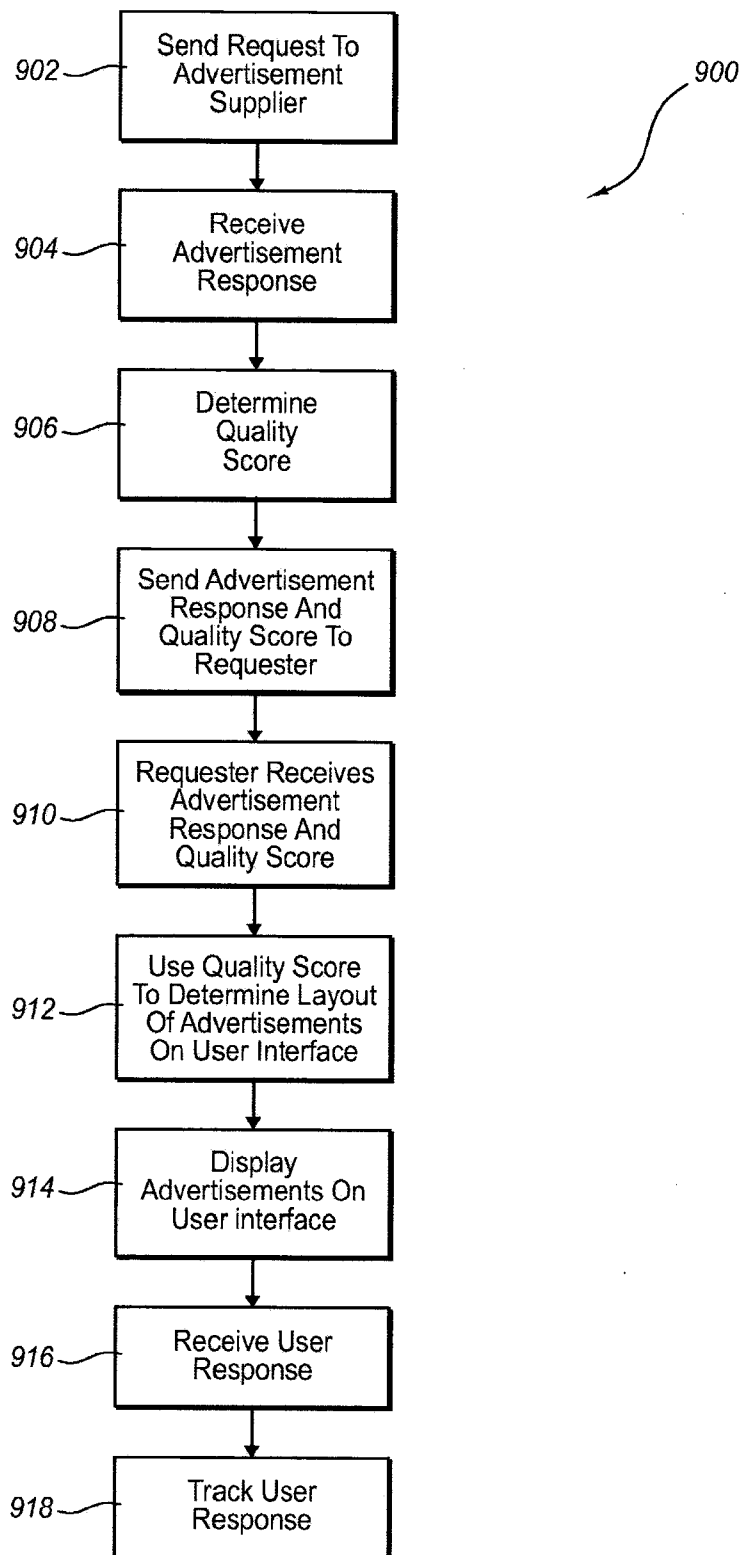 900
902
Send Request To
Advertisement
Supplier
904
Receive
Advertisement
Response
906
Determine
Quality
Score
908
Send Advertisement
Response And
Quality Score To
Requester
910
Requester Receives
Advertisement
Response And
Quality Score
912
Use Quality Score
To Determine Layout
Of Advertisements
On User Interface
914
Display
Advertisements On
User interface
916
Receive User
Response
918
Track User
Response